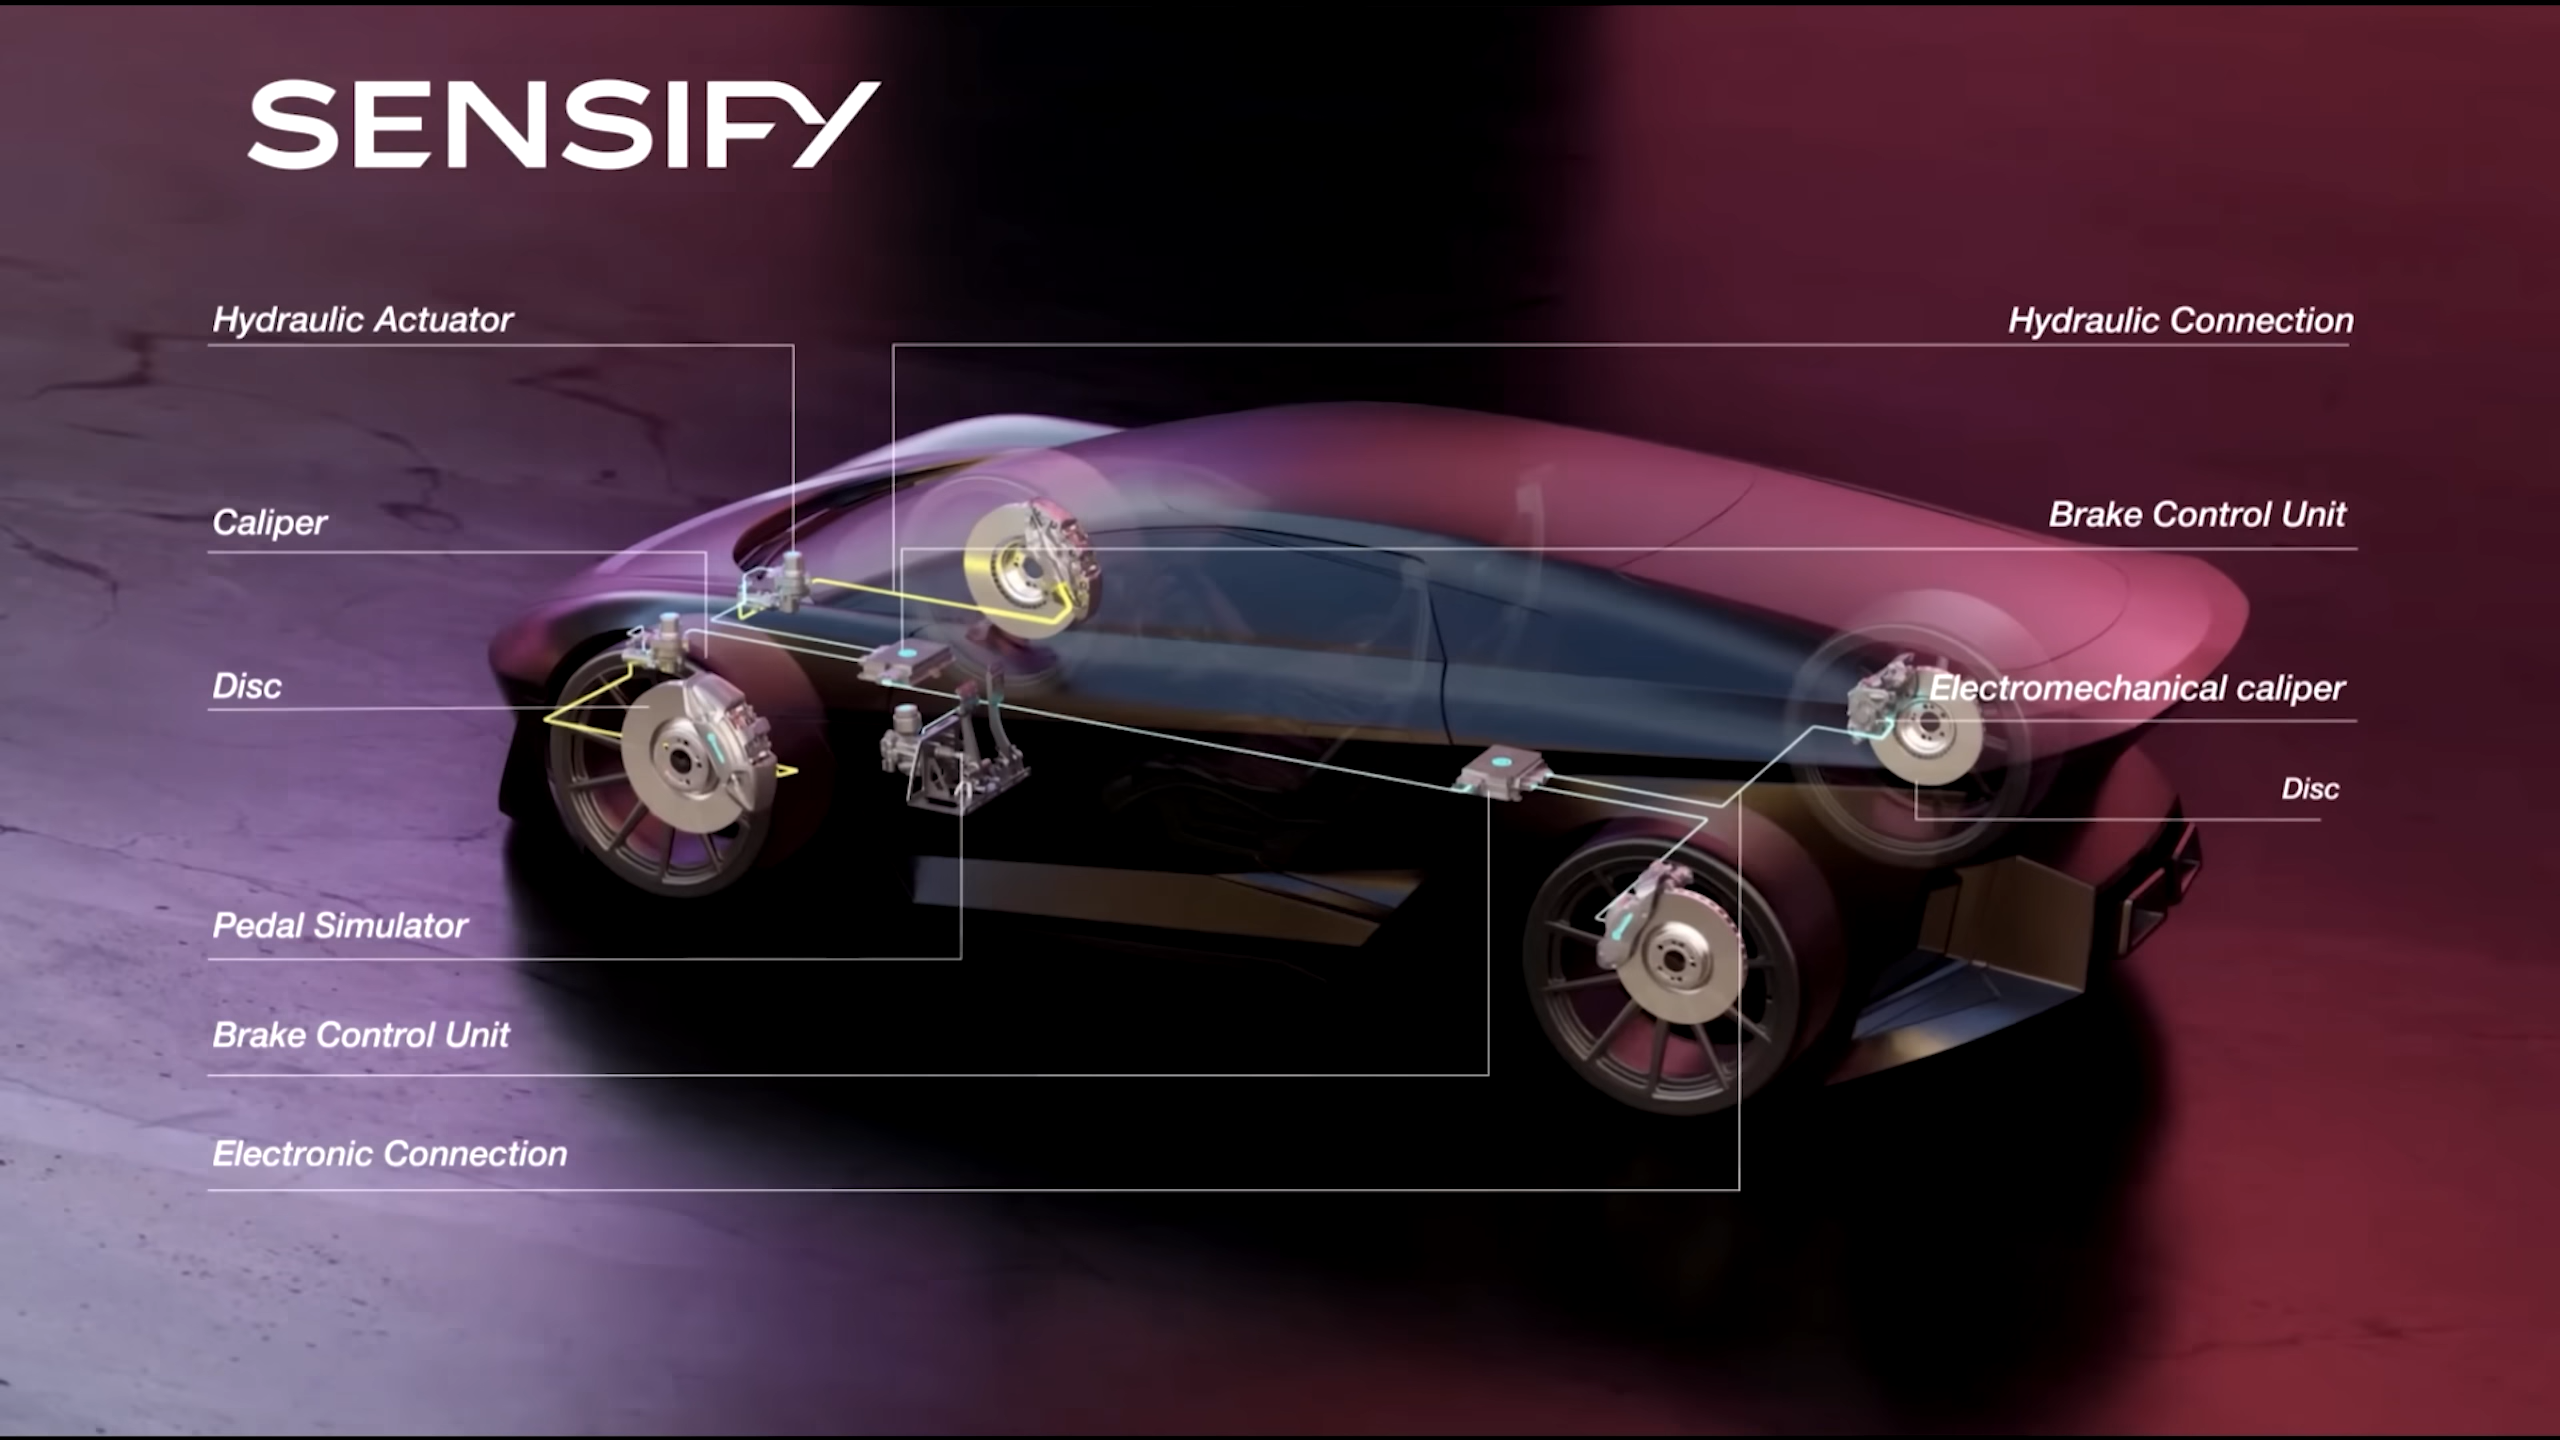 SENSIFY
Hydraulic Actuator
Hydraulic Connection
Caliper
Brake Control Unit
Disc
Electromechanical caliper
Disc
Pedal Simulator
Brake Control Unit
Electronic Connection